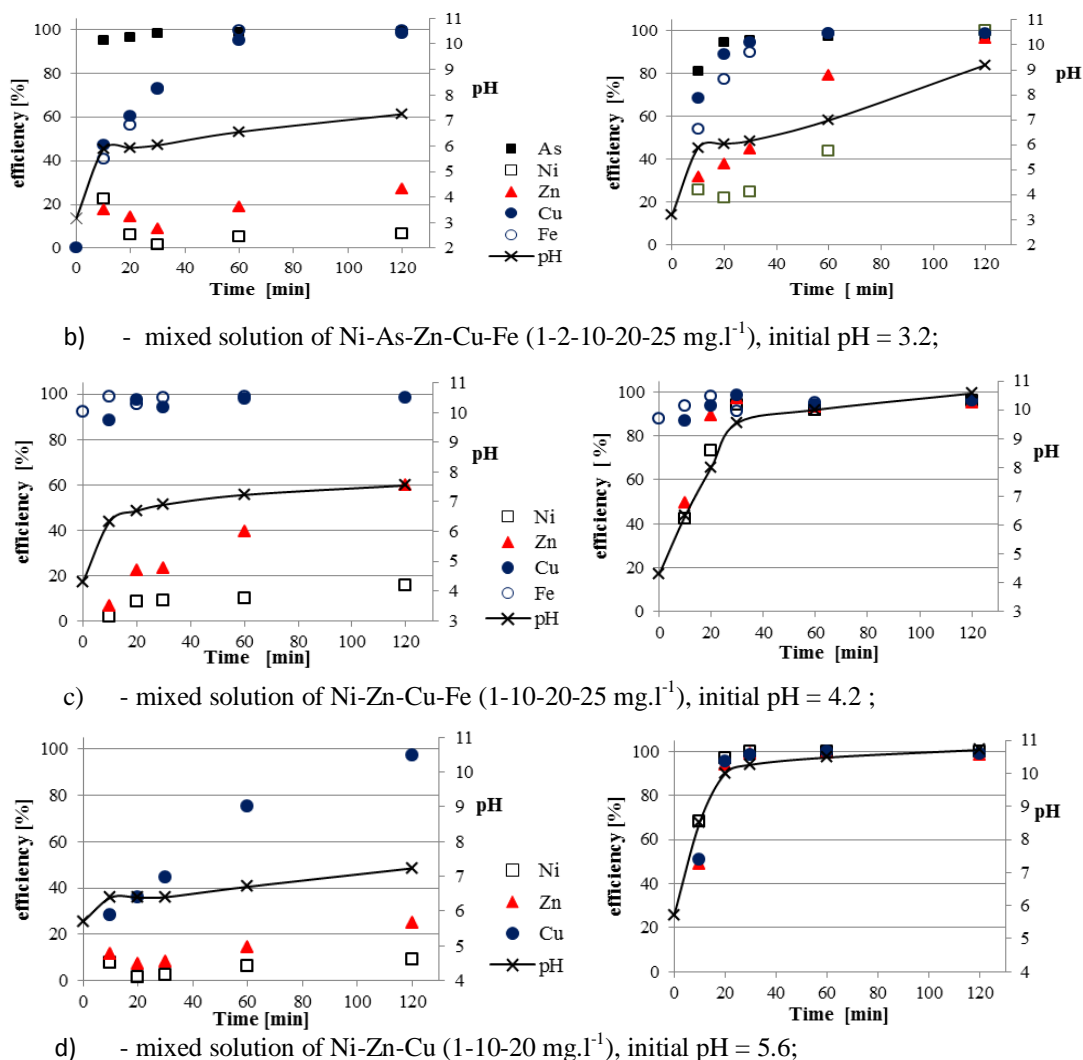 efficiency [%]
100
80
60
40
20
0
0 20 40 60 80 100 120
Time [min]
11
10
9
8
7
6
5
4
3
2
pH
As
Ni
Zn
Cu
Fe
pH
efficiency [%]
100
80
60
40
20
0
0 20 40 60 80 100 120
Time [ min]
11
10
9
8
7
6
5
4
3
2
pH
b) - mixed solution of Ni-As-Zn-Cu-Fe (1-2-10-20-25 mg.l⁻¹), initial pH = 3.2;
efficiency [%]
100
80
60
40
20
0
0 20 40 60 80 100 120
Time [min]
11
10
9
8
7
6
5
4
3
pH
Ni
Zn
Cu
Fe
pH
efficiency [ %]
100
80
60
40
20
0
0 20 40 60 80 100 120
Time [min]
11
10
9
8
7
6
5
4
3
pH
c) - mixed solution of Ni-Zn-Cu-Fe (1-10-20-25 mg.l⁻¹), initial pH = 4.2 ;
efficiency [%]
100
80
60
40
20
0
0 20 40 60 80 100 120
Time [min]
11
10
9
8
7
6
5
4
pH
Ni
Zn
Cu
pH
efficiency [%]
100
80
60
40
20
0
0 20 40 60 80 100 120
Time [min]
11
10
9
8
7
6
5
4
pH
d) - mixed solution of Ni-Zn-Cu (1-10-20 mg.l⁻¹), initial pH = 5.6;